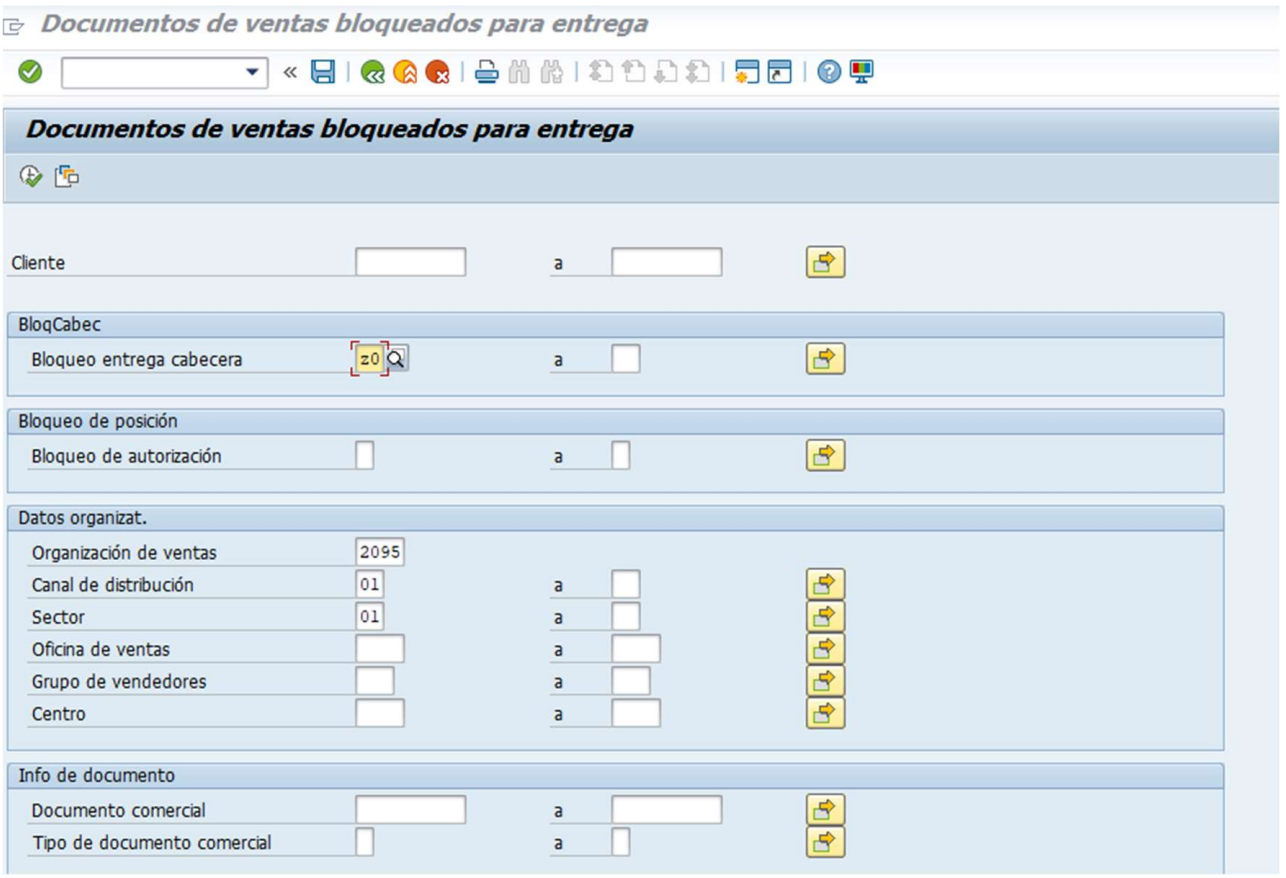 Documentos de ventas bloqueados para entrega
Documentos de ventas bloqueados para entrega
Cliente a
BloqCabec
Bloqueo entrega cabecera z0 a
Bloqueo de posición
Bloqueo de autorización a
Datos organizat.
Organización de ventas 2095
Canal de distribución 01 a
Sector 01 a
Oficina de ventas a
Grupo de vendedores a
Centro a
Info de documento
Documento comercial a
Tipo de documento comercial a